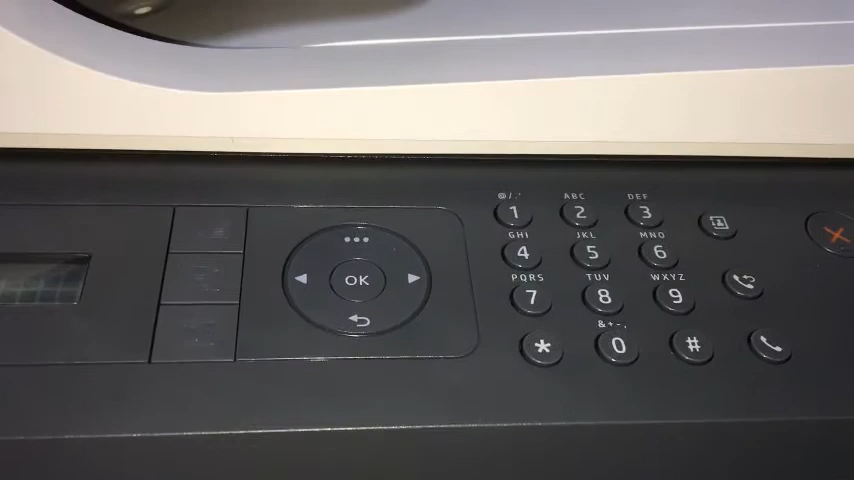 @/.'
ABC
DEF
1
2
3
GHI
JKL
MNO
4
5
6
OK
PQRS
TUV
WXYZ
7
8
9
&+-,
*
0
#